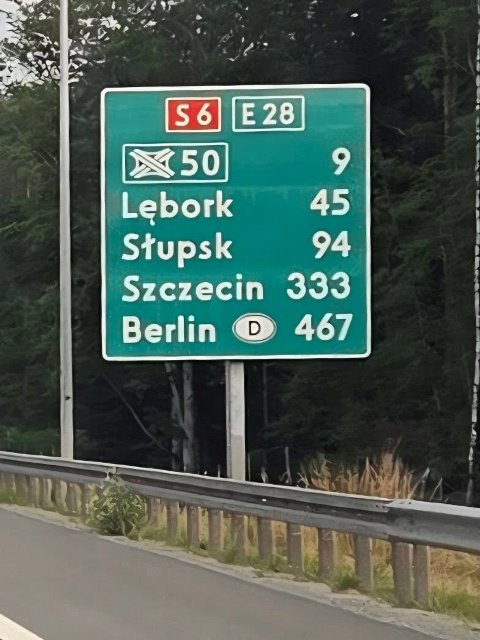 S6 E28
50 9
Lębork 45
Słupsk 94
Szczecin 333
Berlin D 467